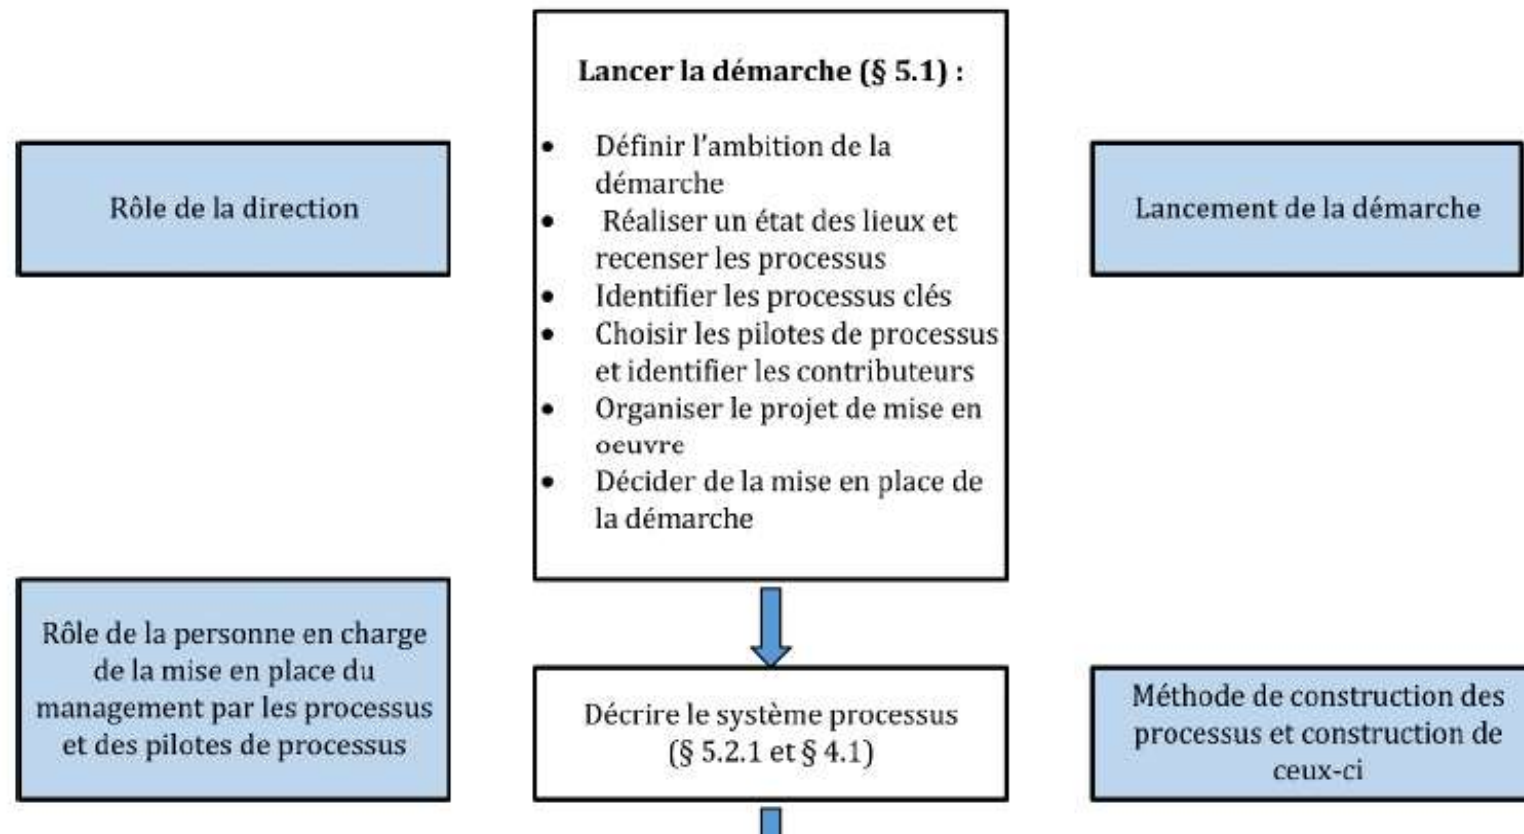 Lancer la démarche (§ 5.1) :
• Définir l'ambition de la
démarche
• Réaliser un état des lieux et
recenser les processus
• Identifier les processus clés
• Choisir les pilotes de processus
et identifier les contributeurs
• Organiser le projet de mise en
oeuvre
• Décider de la mise en place de
la démarche
Rôle de la direction
Lancement de la démarche
Rôle de la personne en charge
de la mise en place du
management par les processus
et des pilotes de processus
Décrire le système processus
(§ 5.2.1 et § 4.1)
Méthode de construction des
processus et construction de
ceux-ci